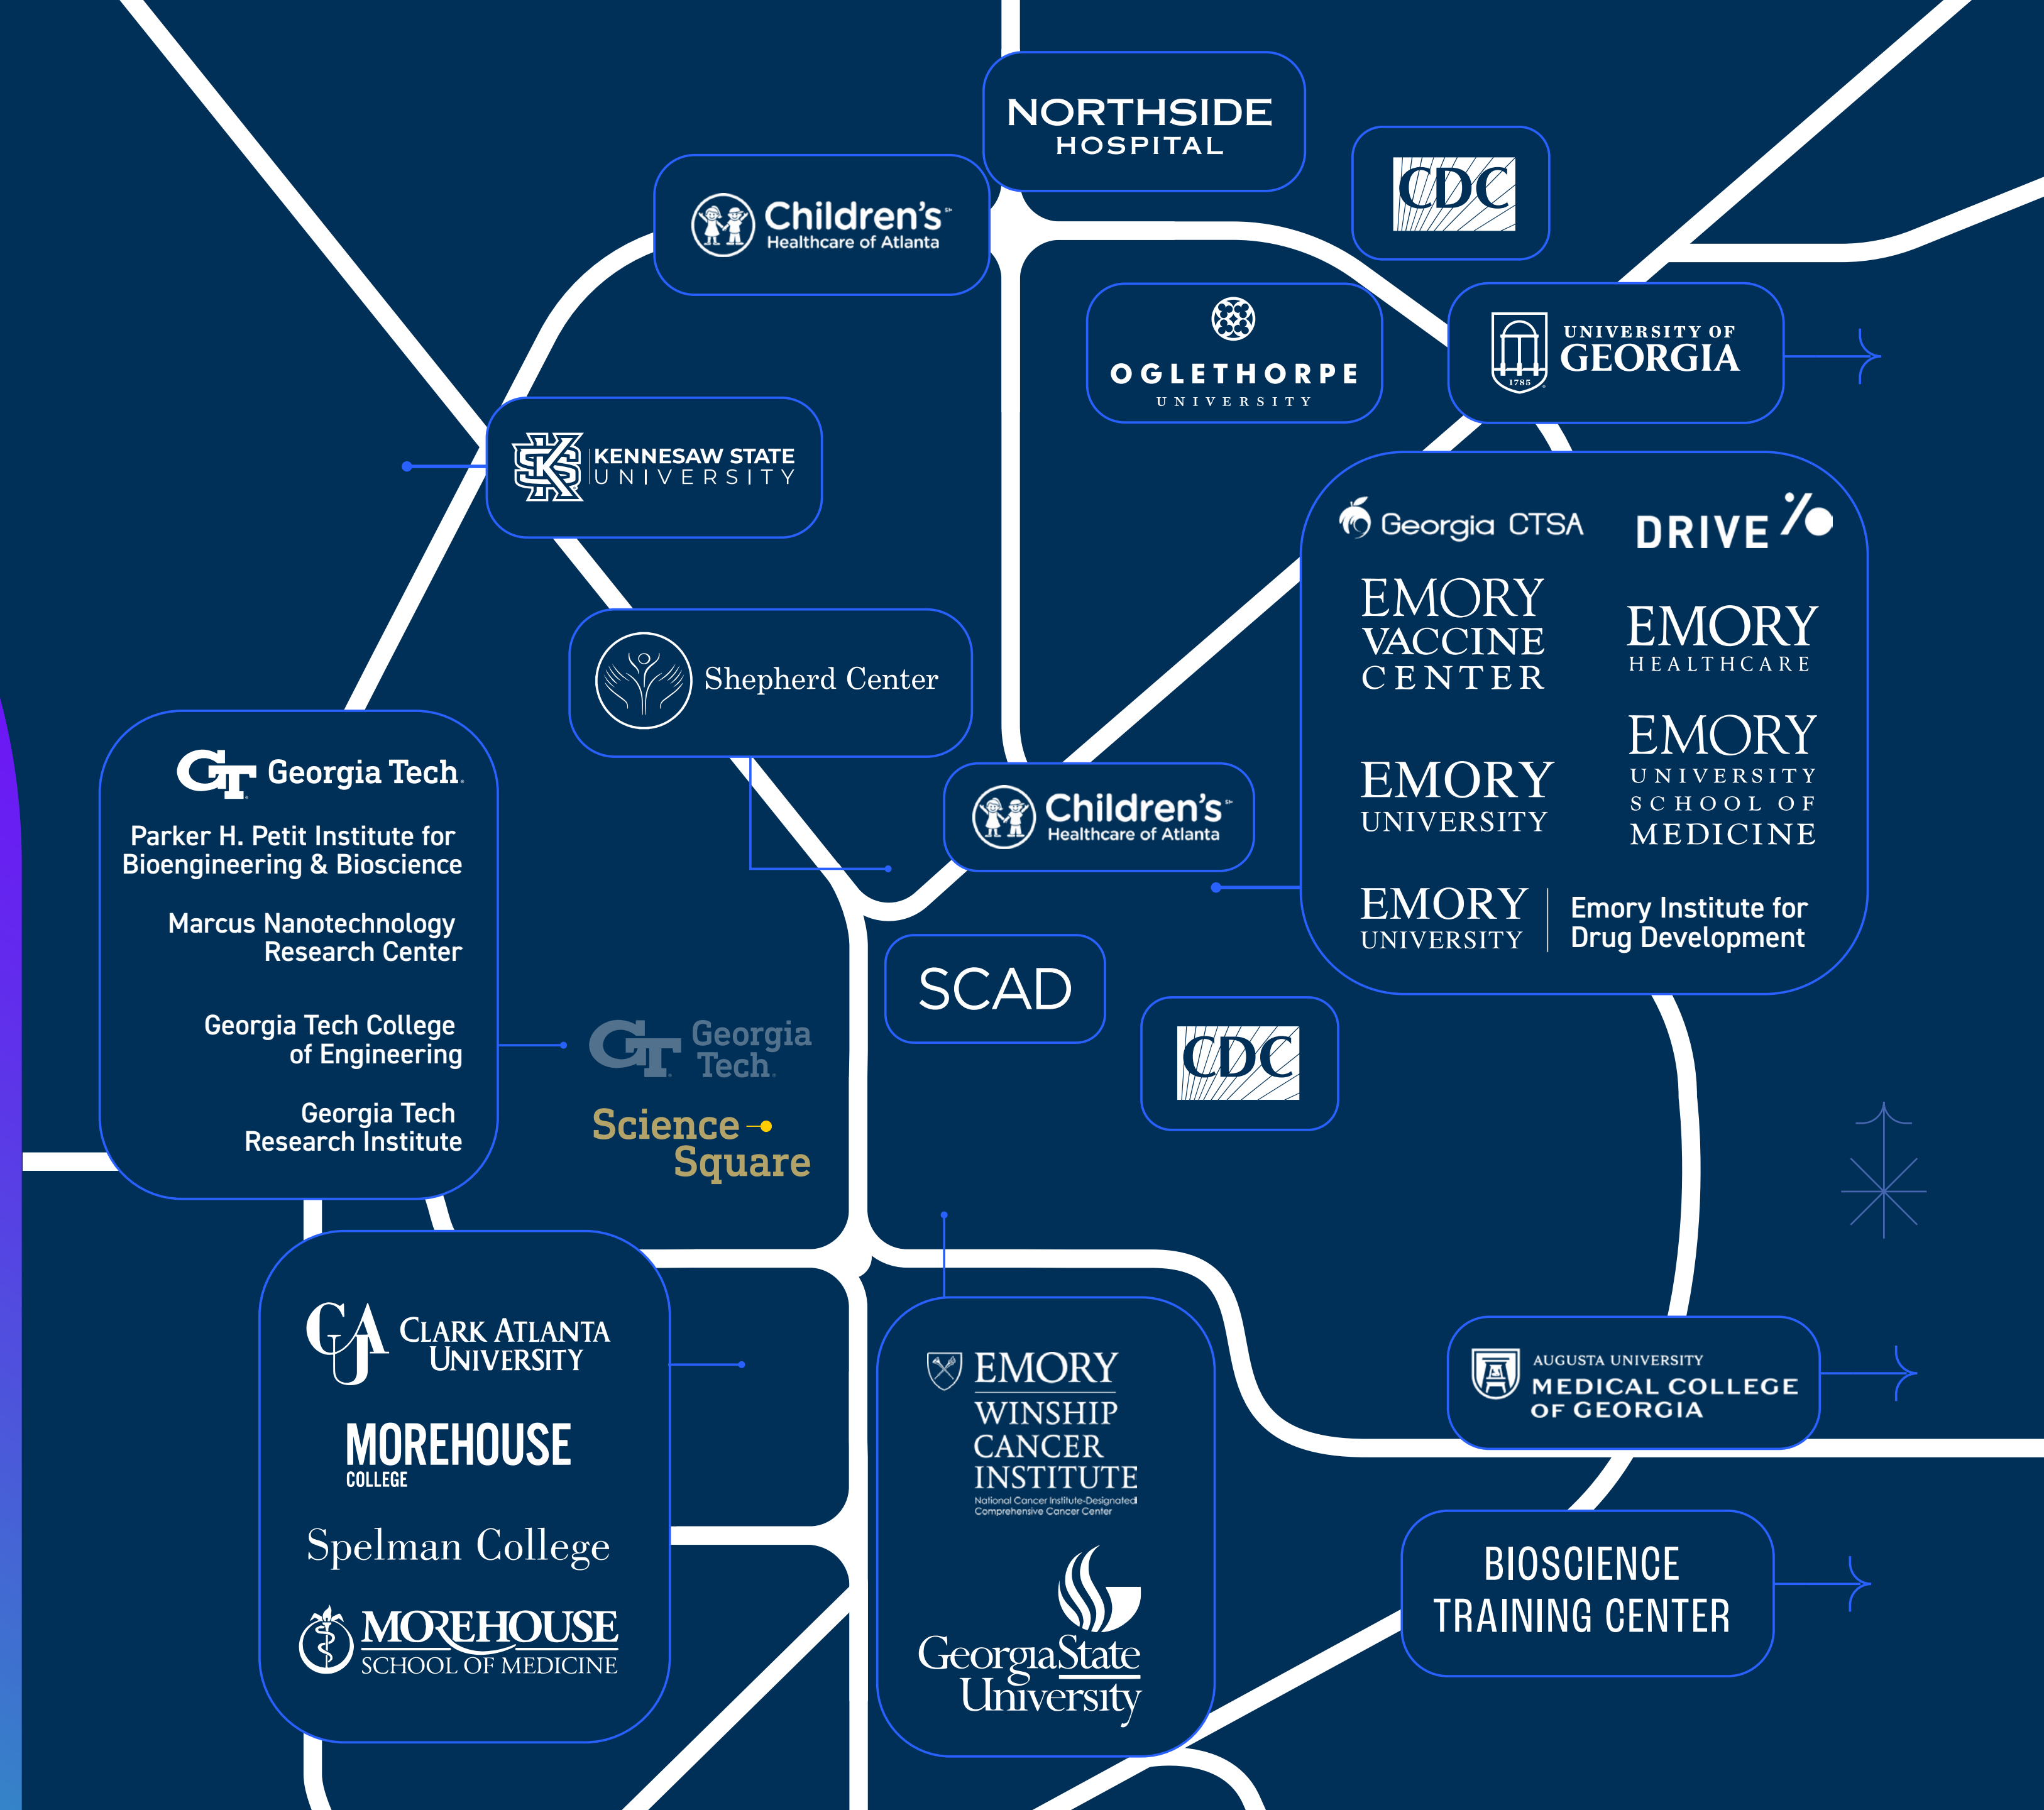 NORTHSIDE
HOSPITAL
CDC
Children's
Healthcare of Atlanta
OGLETHORPE
UNIVERSITY
UNIVERSITY OF
GEORGIA
1785
KENNESAW STATE
UNIVERSITY
Georgia CTSA
DRIVE
EMORY
VACCINE
CENTER
EMORY
HEALTHCARE
EMORY
UNIVERSITY
EMORY
UNIVERSITY
SCHOOL OF
MEDICINE
EMORY
UNIVERSITY
Emory Institute for
Drug Development
Shepherd Center
GT Georgia Tech.
Parker H. Petit Institute for
Bioengineering & Bioscience
Marcus Nanotechnology
Research Center
Georgia Tech College
of Engineering
Georgia Tech
Research Institute
Children's
Healthcare of Atlanta
SCAD
GT Georgia
Tech.
Science
Square
CDC
CAU CLARK ATLANTA
UNIVERSITY
MOREHOUSE
COLLEGE
Spelman College
MOREHOUSE
SCHOOL OF MEDICINE
EMORY
WINSHIP
CANCER
INSTITUTE
National Cancer Institute-Designated
Comprehensive Cancer Center
GeorgiaState
University
AUGUSTA UNIVERSITY
MEDICAL COLLEGE
OF GEORGIA
BIOSCIENCE
TRAINING CENTER